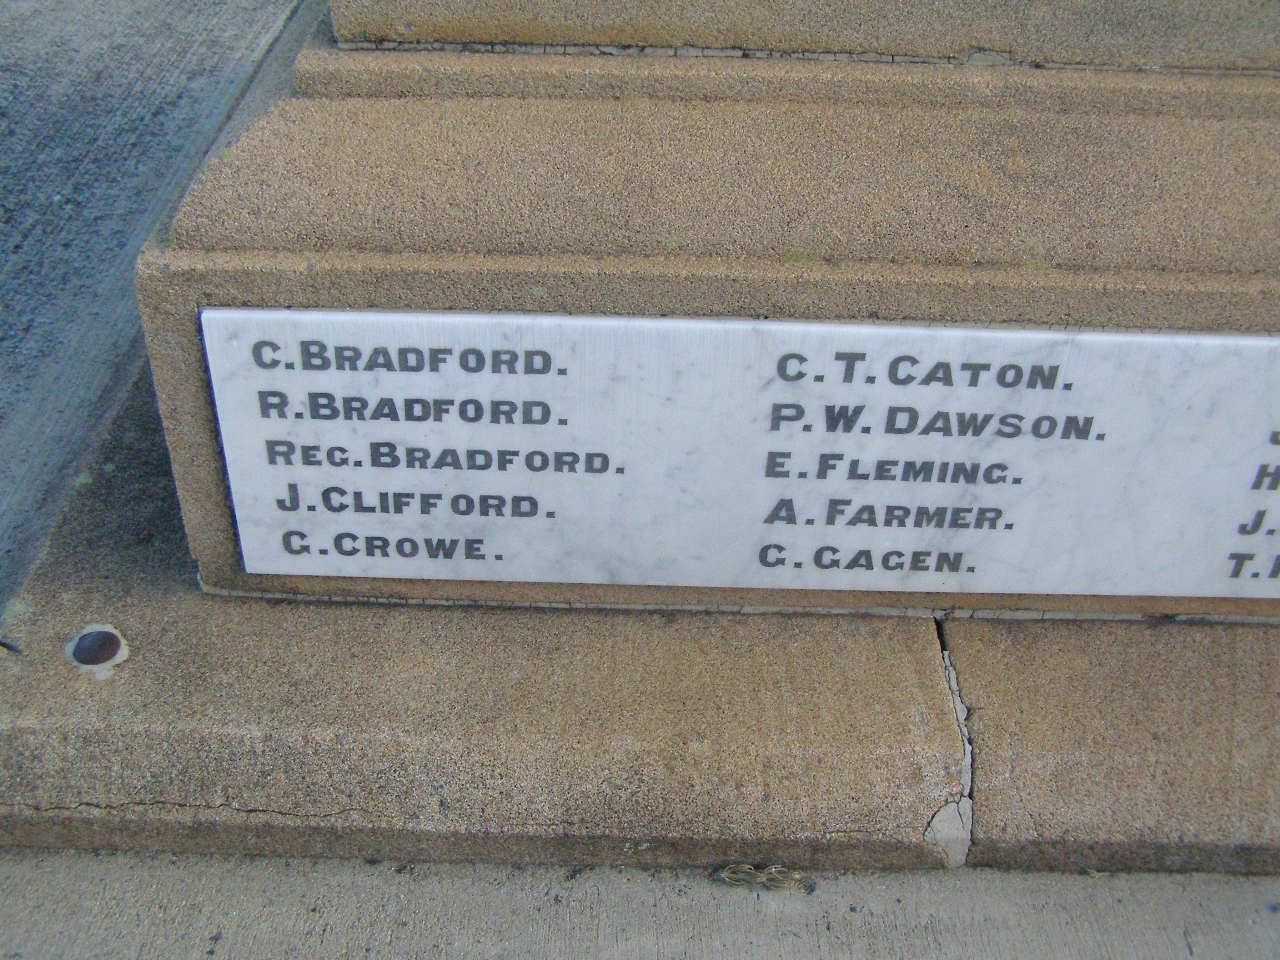 C. BRADFORD.
R. BRADFORD.
REG. BRADFORD.
J. CLIFFORD.
G. CROWE.
C. T. CATON.
P. W. DAWSON.
E. FLEMING.
A. FARMER.
G. GAGEN.
H
J.
T.